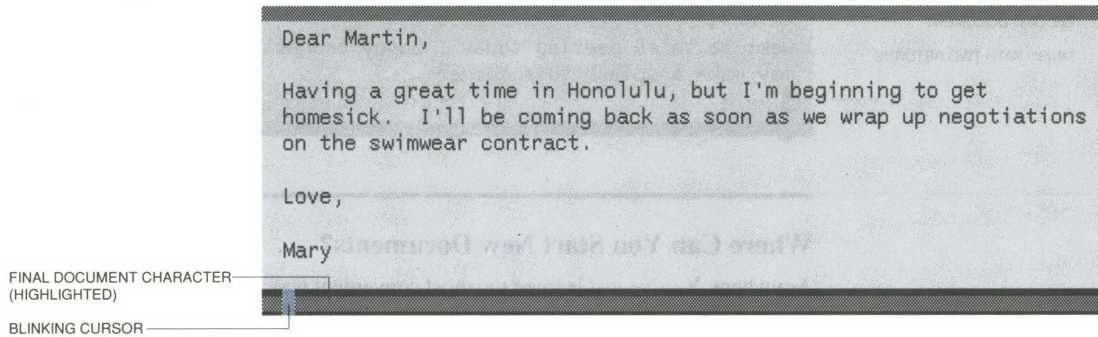 Dear Martin,
Having a great time in Honolulu, but I'm beginning to get
homesick.  I'll be coming back as soon as we wrap up negotiations
on the swimwear contract.
Love,
Mary
FINAL DOCUMENT CHARACTER
(HIGHLIGHTED)
BLINKING CURSOR